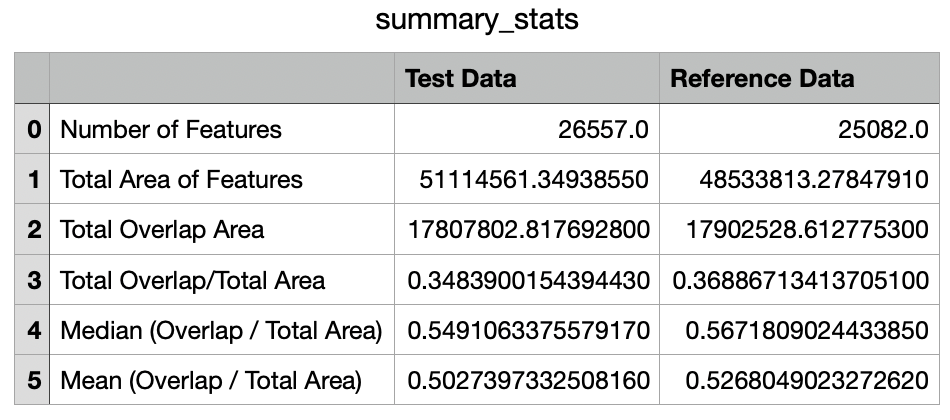 summary_stats
Test Data Reference Data
0 Number of Features 26557.0 25082.0
1 Total Area of Features 51114561.34938550 48533813.27847910
2 Total Overlap Area 17807802.817692800 17902528.612775300
3 Total Overlap/Total Area 0.3483900154394430 0.36886713413705100
4 Median (Overlap / Total Area) 0.5491063375579170 0.5671809024433850
5 Mean (Overlap / Total Area) 0.5027397332508160 0.5268049023272620